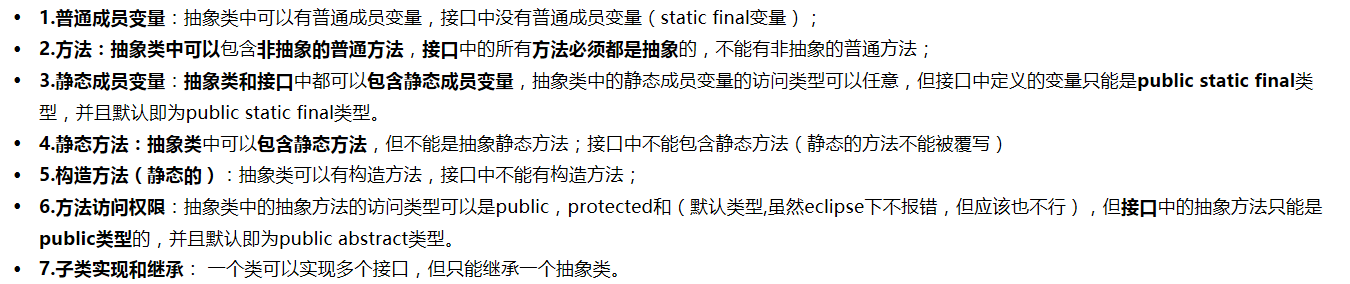 • 1.普通成员变量：抽象类中可以有普通成员变量，接口中没有普通成员变量（static final变量）；
• 2.方法：抽象类中可以包含非抽象的普通方法，接口中的所有方法必须都是抽象的，不能有非抽象的普通方法；
• 3.静态成员变量：抽象类和接口中都可以包含静态成员变量，抽象类中的静态成员变量的访问类型可以任意，但接口中定义的变量只能是public static final类
型，并且默认即为public static final类型。
• 4.静态方法：抽象类中可以包含静态方法，但不能是抽象静态方法；接口中不能包含静态方法（静态的方法不能被覆写）
• 5.构造方法（静态的）：抽象类可以有构造方法，接口中不能有构造方法；
• 6.方法访问权限：抽象类中的抽象方法的访问类型可以是public，protected和（默认类型,虽然eclipse下不报错，但应该也不行），但接口中的抽象方法只能是
public类型的，并且默认即为public abstract类型。
• 7.子类实现和继承： 一个类可以实现多个接口，但只能继承一个抽象类。